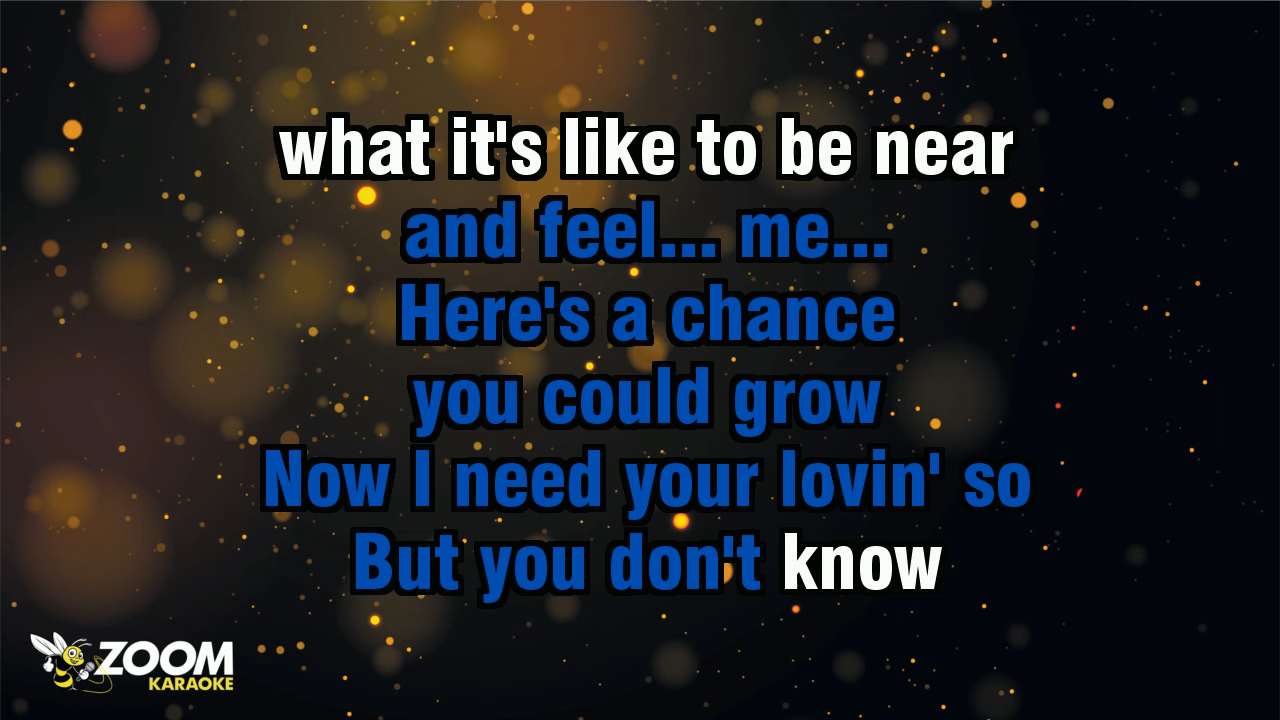 what it's like to be near
and feel... me...
Here's a chance
you could grow
Now I need your lovin' so
But you don't know
ZOOM
KARAOKE